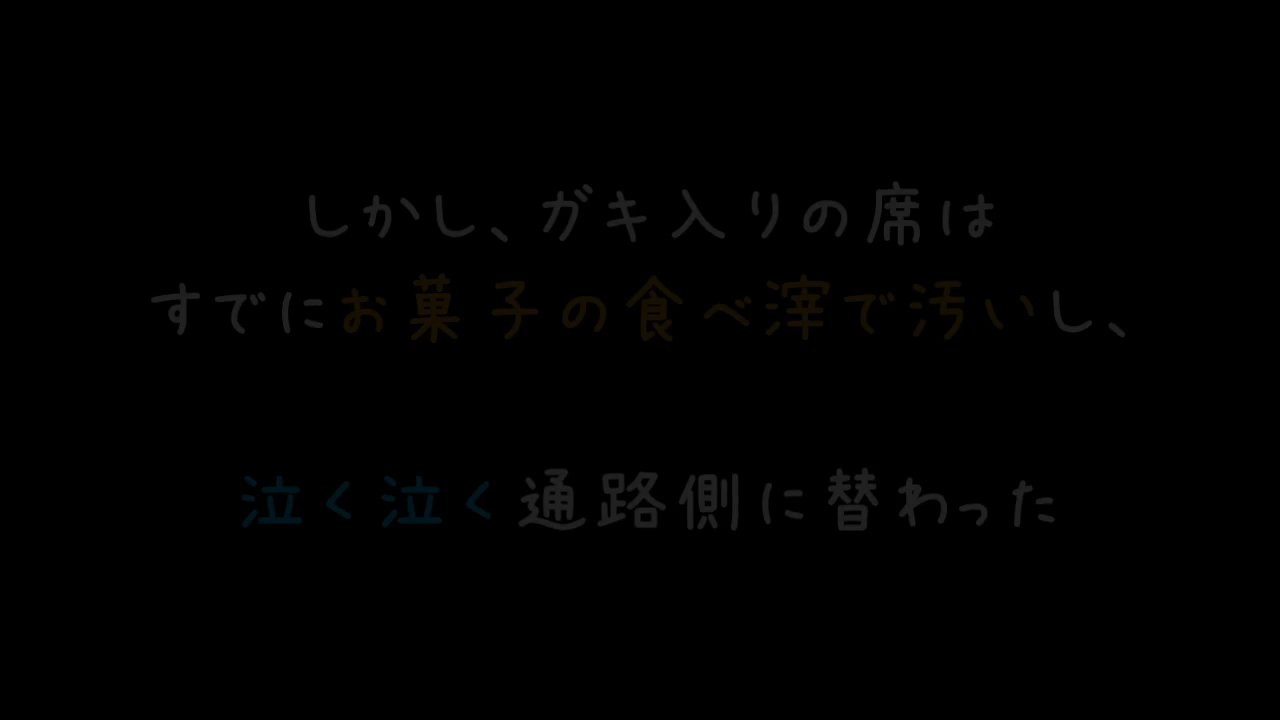 しかし、ガキ入りの席は
すでにお菓子の食べ滓で汚いし、
泣く泣く通路側に替わった